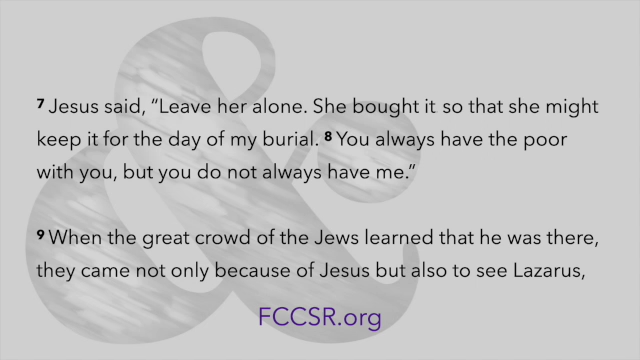 7 Jesus said, “Leave her alone. She bought it so that she might
keep it for the day of my burial. 8 You always have the poor
with you, but you do not always have me.”
9 When the great crowd of the Jews learned that he was there,
they came not only because of Jesus but also to see Lazarus,
FCCSR.org